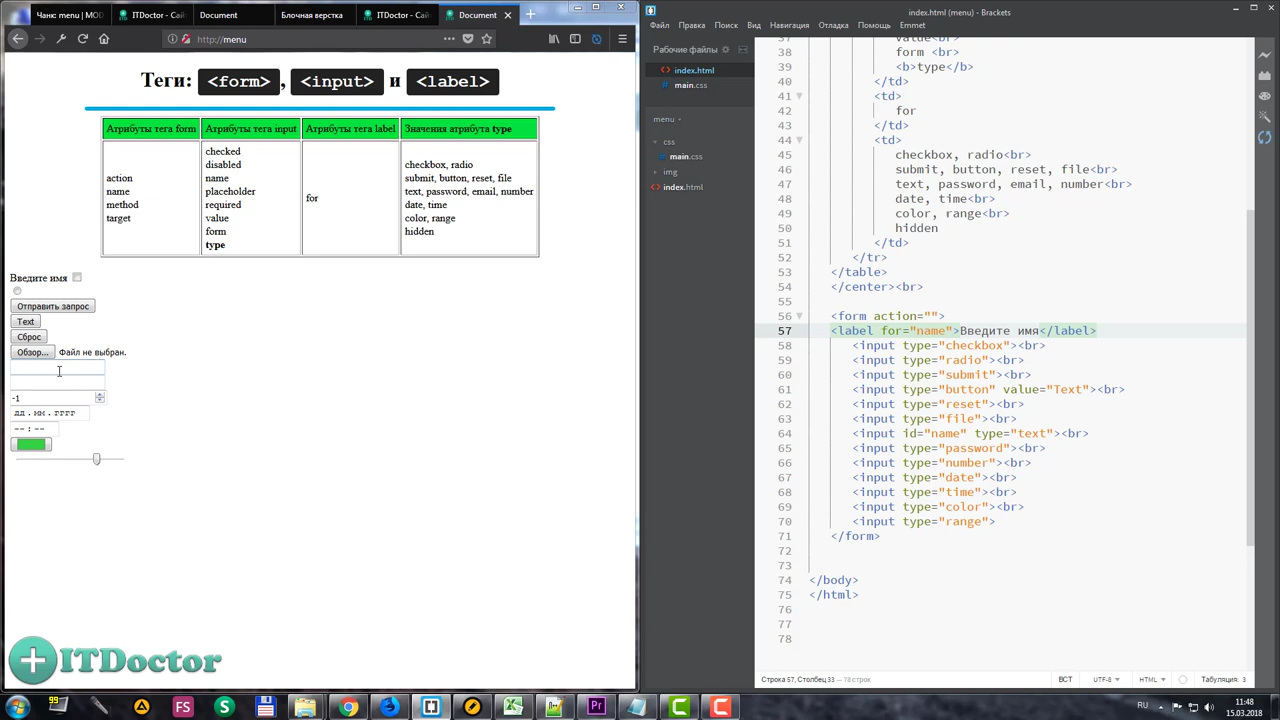 Чанк: menu | MOD
ITDoctor - Сай
Document
Блочная верстка
ITDoctor - Сай
Document
http://menu
Теги: <form>, <input> и <label>
Атрибуты тега form
Атрибуты тега input
Атрибуты тега label
Значения атрибута type
action
name
method
target
checked
disabled
name
placeholder
required
value
form
type
for
checkbox, radio
submit, button, reset, file
text, password, email, number
date, time
color, range
hidden
Введите имя
Отправить запрос
Text
Сброс
Обзор... Файл не выбран.
-1
дд . мм . гггг
-- : --
ITDoctor
index.html (menu) - Brackets
Файл Правка Поиск Вид Навигация Отладка Помощь Emmet
Рабочие файлы
index.html
main.css
menu
css
main.css
img
index.html
37 value<br>
38 form <br>
39 <b>type</b>
40 </td>
41 <td>
42 for
43 </td>
44 <td>
45 checkbox, radio<br>
46 submit, button, reset, file<br>
47 text, password, email, number<br>
48 date, time<br>
49 color, range<br>
50 hidden
51 </td>
52 </tr>
53 </table>
54 </center><br>
55
56 <form action="">
57 <label for="name">Введите имя</label>
58 <input type="checkbox"><br>
59 <input type="radio"><br>
60 <input type="submit"><br>
61 <input type="button" value="Text"><br>
62 <input type="reset"><br>
63 <input type="file"><br>
64 <input id="name" type="text"><br>
65 <input type="password"><br>
66 <input type="number"><br>
67 <input type="date"><br>
68 <input type="time"><br>
69 <input type="color"><br>
70 <input type="range">
71 </form>
72
73
74 </body>
75 </html>
76
77
78
Строка 57, Столбец 33 — 78 строк
ВСТ UTF-8 HTML Табуляция: 3
99
FS
S
Pr
C
C
RU
11:48
15.03.2018